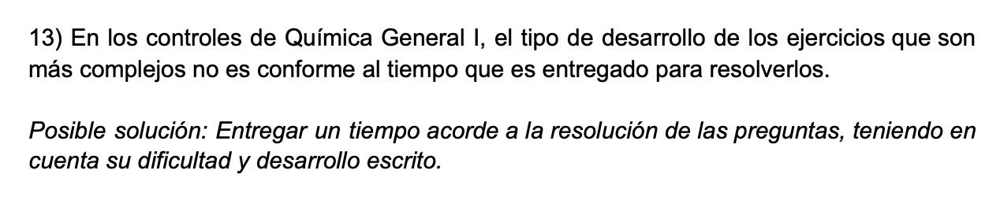 13) En los controles de Química General I, el tipo de desarrollo de los ejercicios que son
más complejos no es conforme al tiempo que es entregado para resolverlos.
Posible solución: Entregar un tiempo acorde a la resolución de las preguntas, teniendo en
cuenta su dificultad y desarrollo escrito.